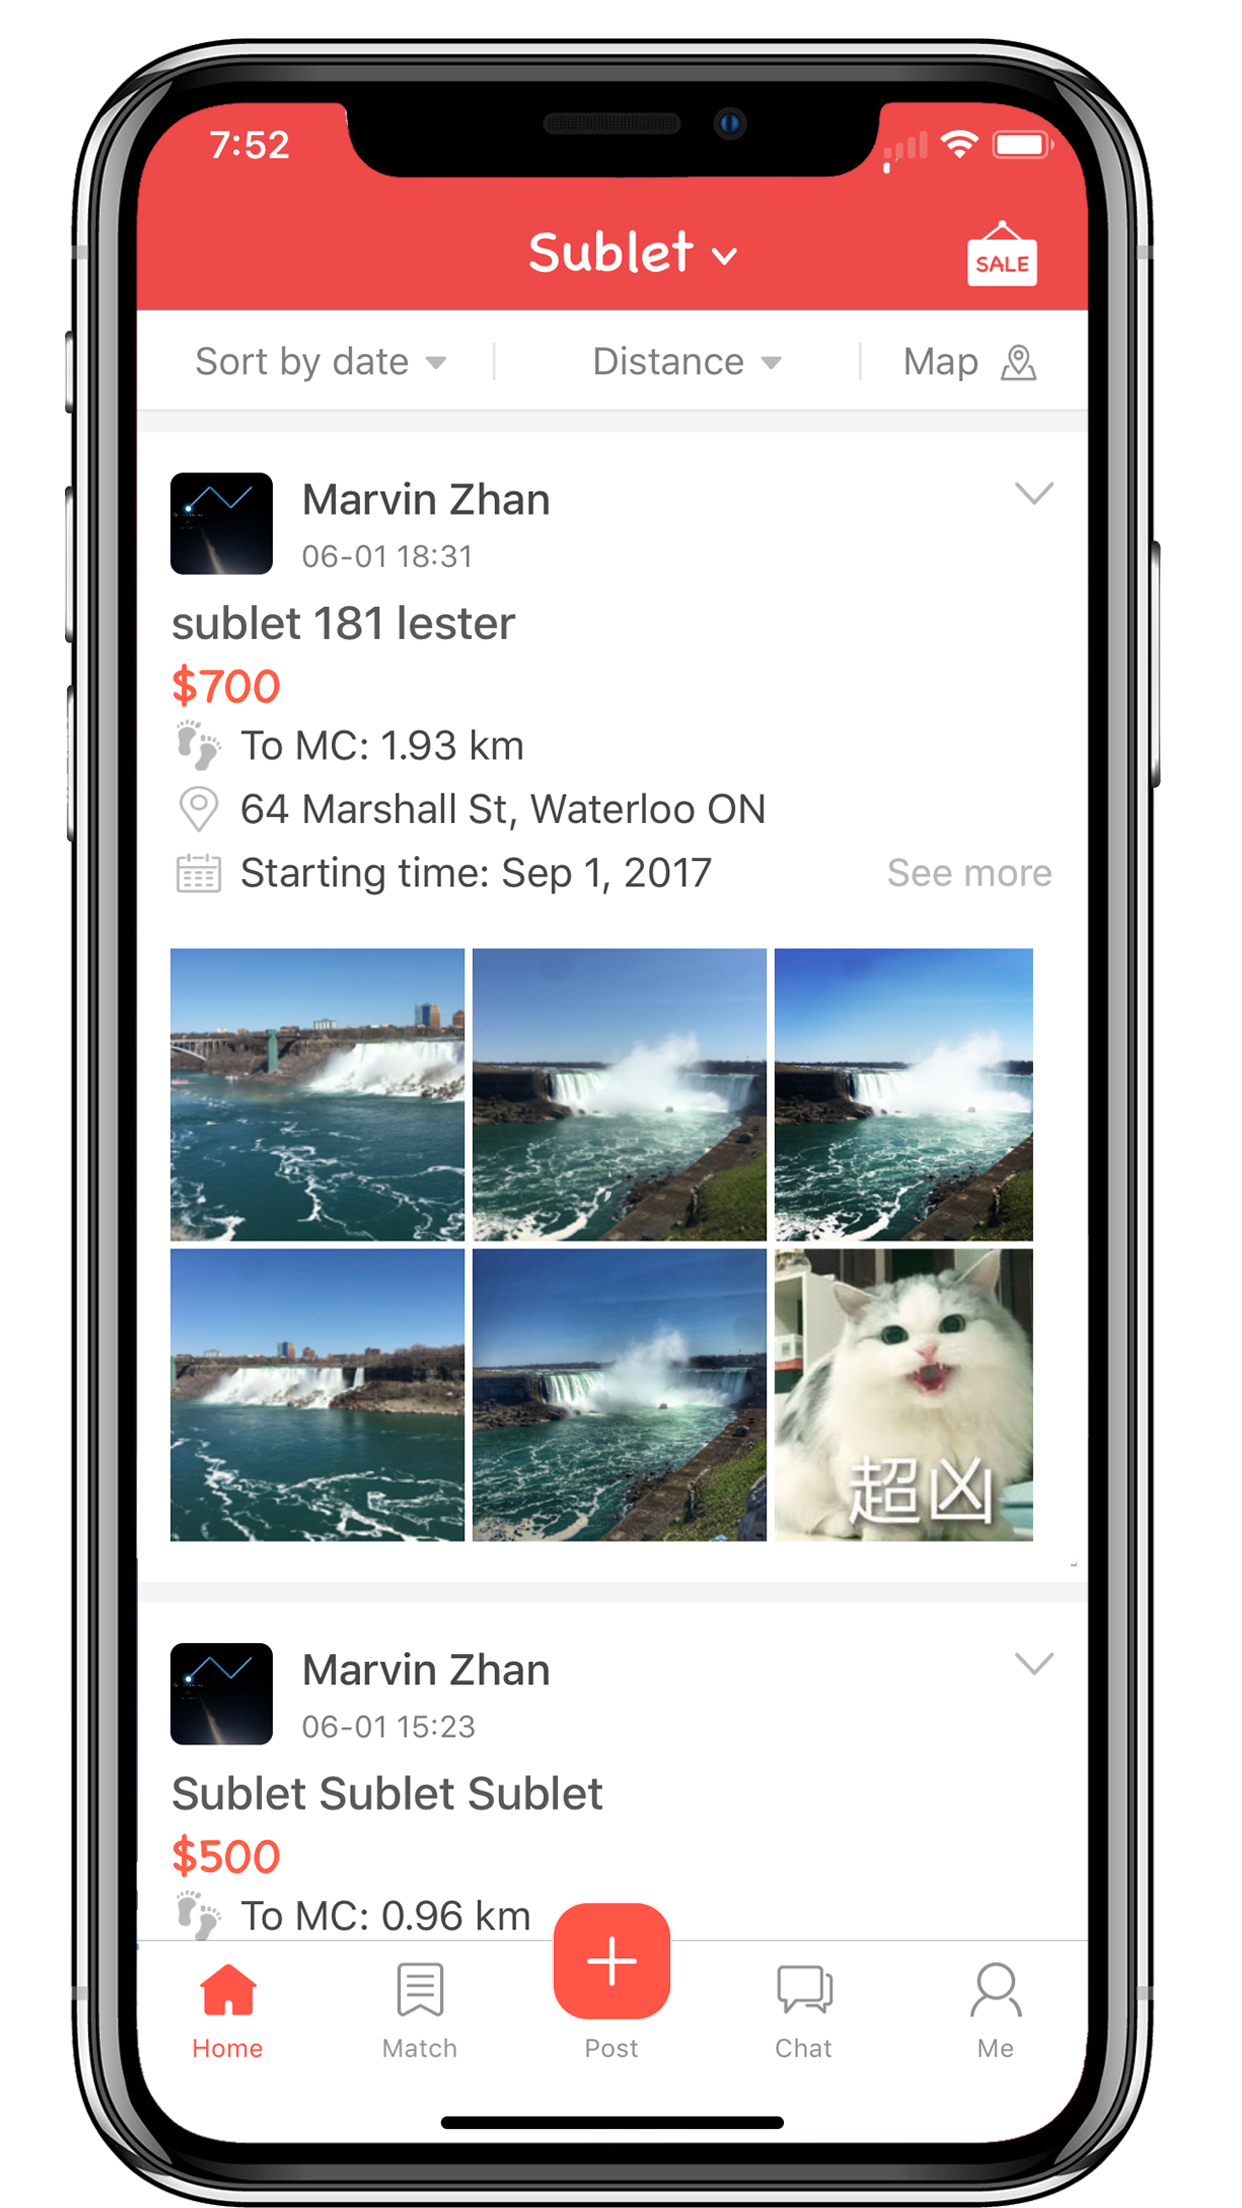 7:52
Sublet
SALE
Sort by date
Distance
Map
Marvin Zhan
06-01 18:31
sublet 181 lester
$700
To MC: 1.93 km
64 Marshall St, Waterloo ON
Starting time: Sep 1, 2017
See more
超凶
Marvin Zhan
06-01 15:23
Sublet Sublet Sublet
$500
To MC: 0.96 km
Home
Match
Post
Chat
Me